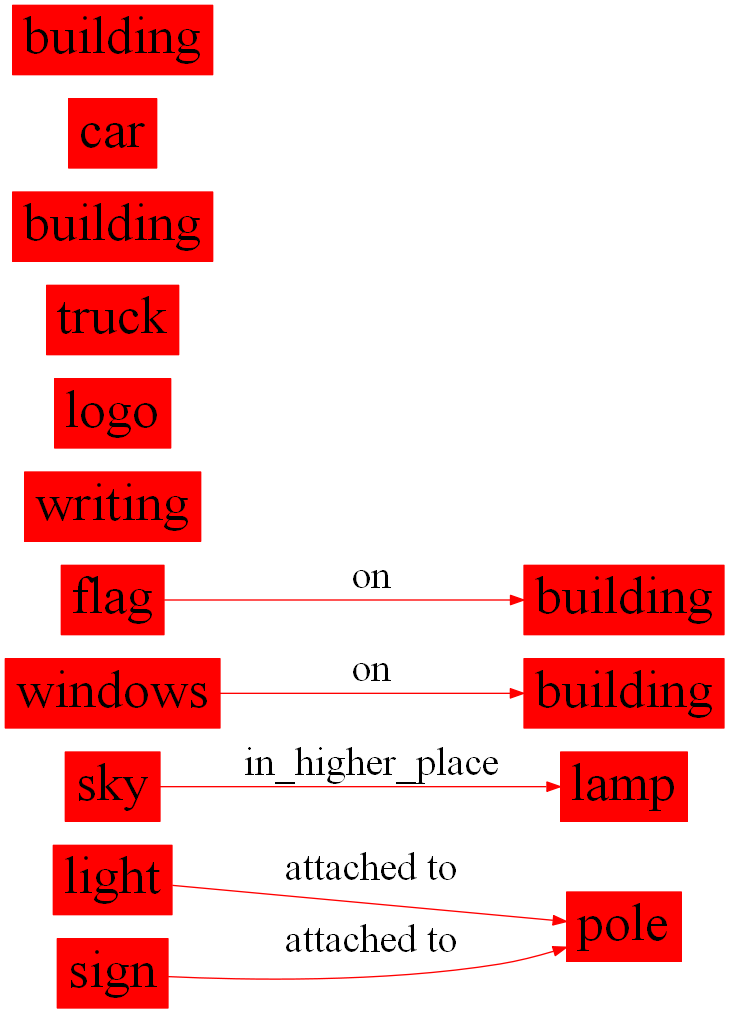 building
car
building
truck
logo
writing
flag on building
windows on building
sky in_higher_place lamp
light attached to pole
sign attached to